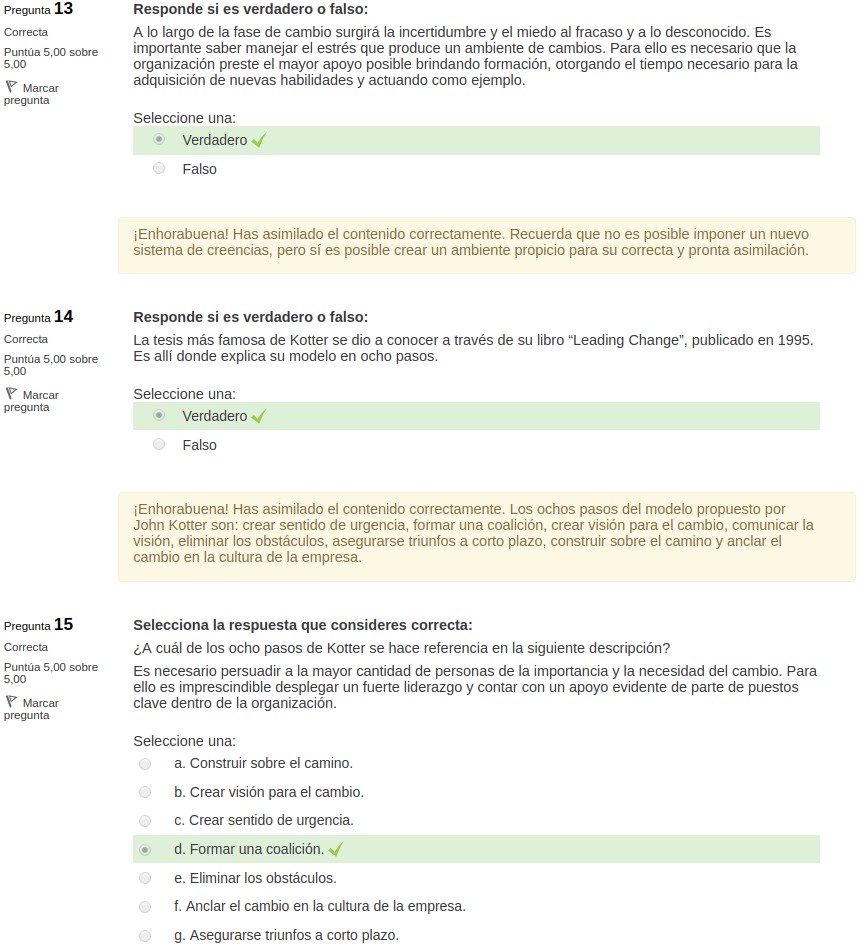 Pregunta 13
Correcta
Puntúa 5,00 sobre
5,00
Marcar
pregunta
Responde si es verdadero o falso:
A lo largo de la fase de cambio surgirá la incertidumbre y el miedo al fracaso y a lo desconocido. Es
importante saber manejar el estrés que produce un ambiente de cambios. Para ello es necesario que la
organización preste el mayor apoyo posible brindando formación, otorgando el tiempo necesario para la
adquisición de nuevas habilidades y actuando como ejemplo.
Seleccione una:
Verdadero
Falso
¡Enhorabuena! Has asimilado el contenido correctamente. Recuerda que no es posible imponer un nuevo
sistema de creencias, pero sí es posible crear un ambiente propicio para su correcta y pronta asimilación.
Pregunta 14
Correcta
Puntúa 5,00 sobre
5,00
Marcar
pregunta
Responde si es verdadero o falso:
La tesis más famosa de Kotter se dio a conocer a través de su libro “Leading Change”, publicado en 1995.
Es allí donde explica su modelo en ocho pasos.
Seleccione una:
Verdadero
Falso
¡Enhorabuena! Has asimilado el contenido correctamente. Los ochos pasos del modelo propuesto por
John Kotter son: crear sentido de urgencia, formar una coalición, crear visión para el cambio, comunicar la
visión, eliminar los obstáculos, asegurarse triunfos a corto plazo, construir sobre el camino y anclar el
cambio en la cultura de la empresa.
Pregunta 15
Correcta
Puntúa 5,00 sobre
5,00
Marcar
pregunta
Selecciona la respuesta que consideres correcta:
¿A cuál de los ocho pasos de Kotter se hace referencia en la siguiente descripción?
Es necesario persuadir a la mayor cantidad de personas de la importancia y la necesidad del cambio. Para
ello es imprescindible desplegar un fuerte liderazgo y contar con un apoyo evidente de parte de puestos
clave dentro de la organización.
Seleccione una:
a. Construir sobre el camino.
b. Crear visión para el cambio.
c. Crear sentido de urgencia.
d. Formar una coalición.
e. Eliminar los obstáculos.
f. Anclar el cambio en la cultura de la empresa.
g. Asegurarse triunfos a corto plazo.